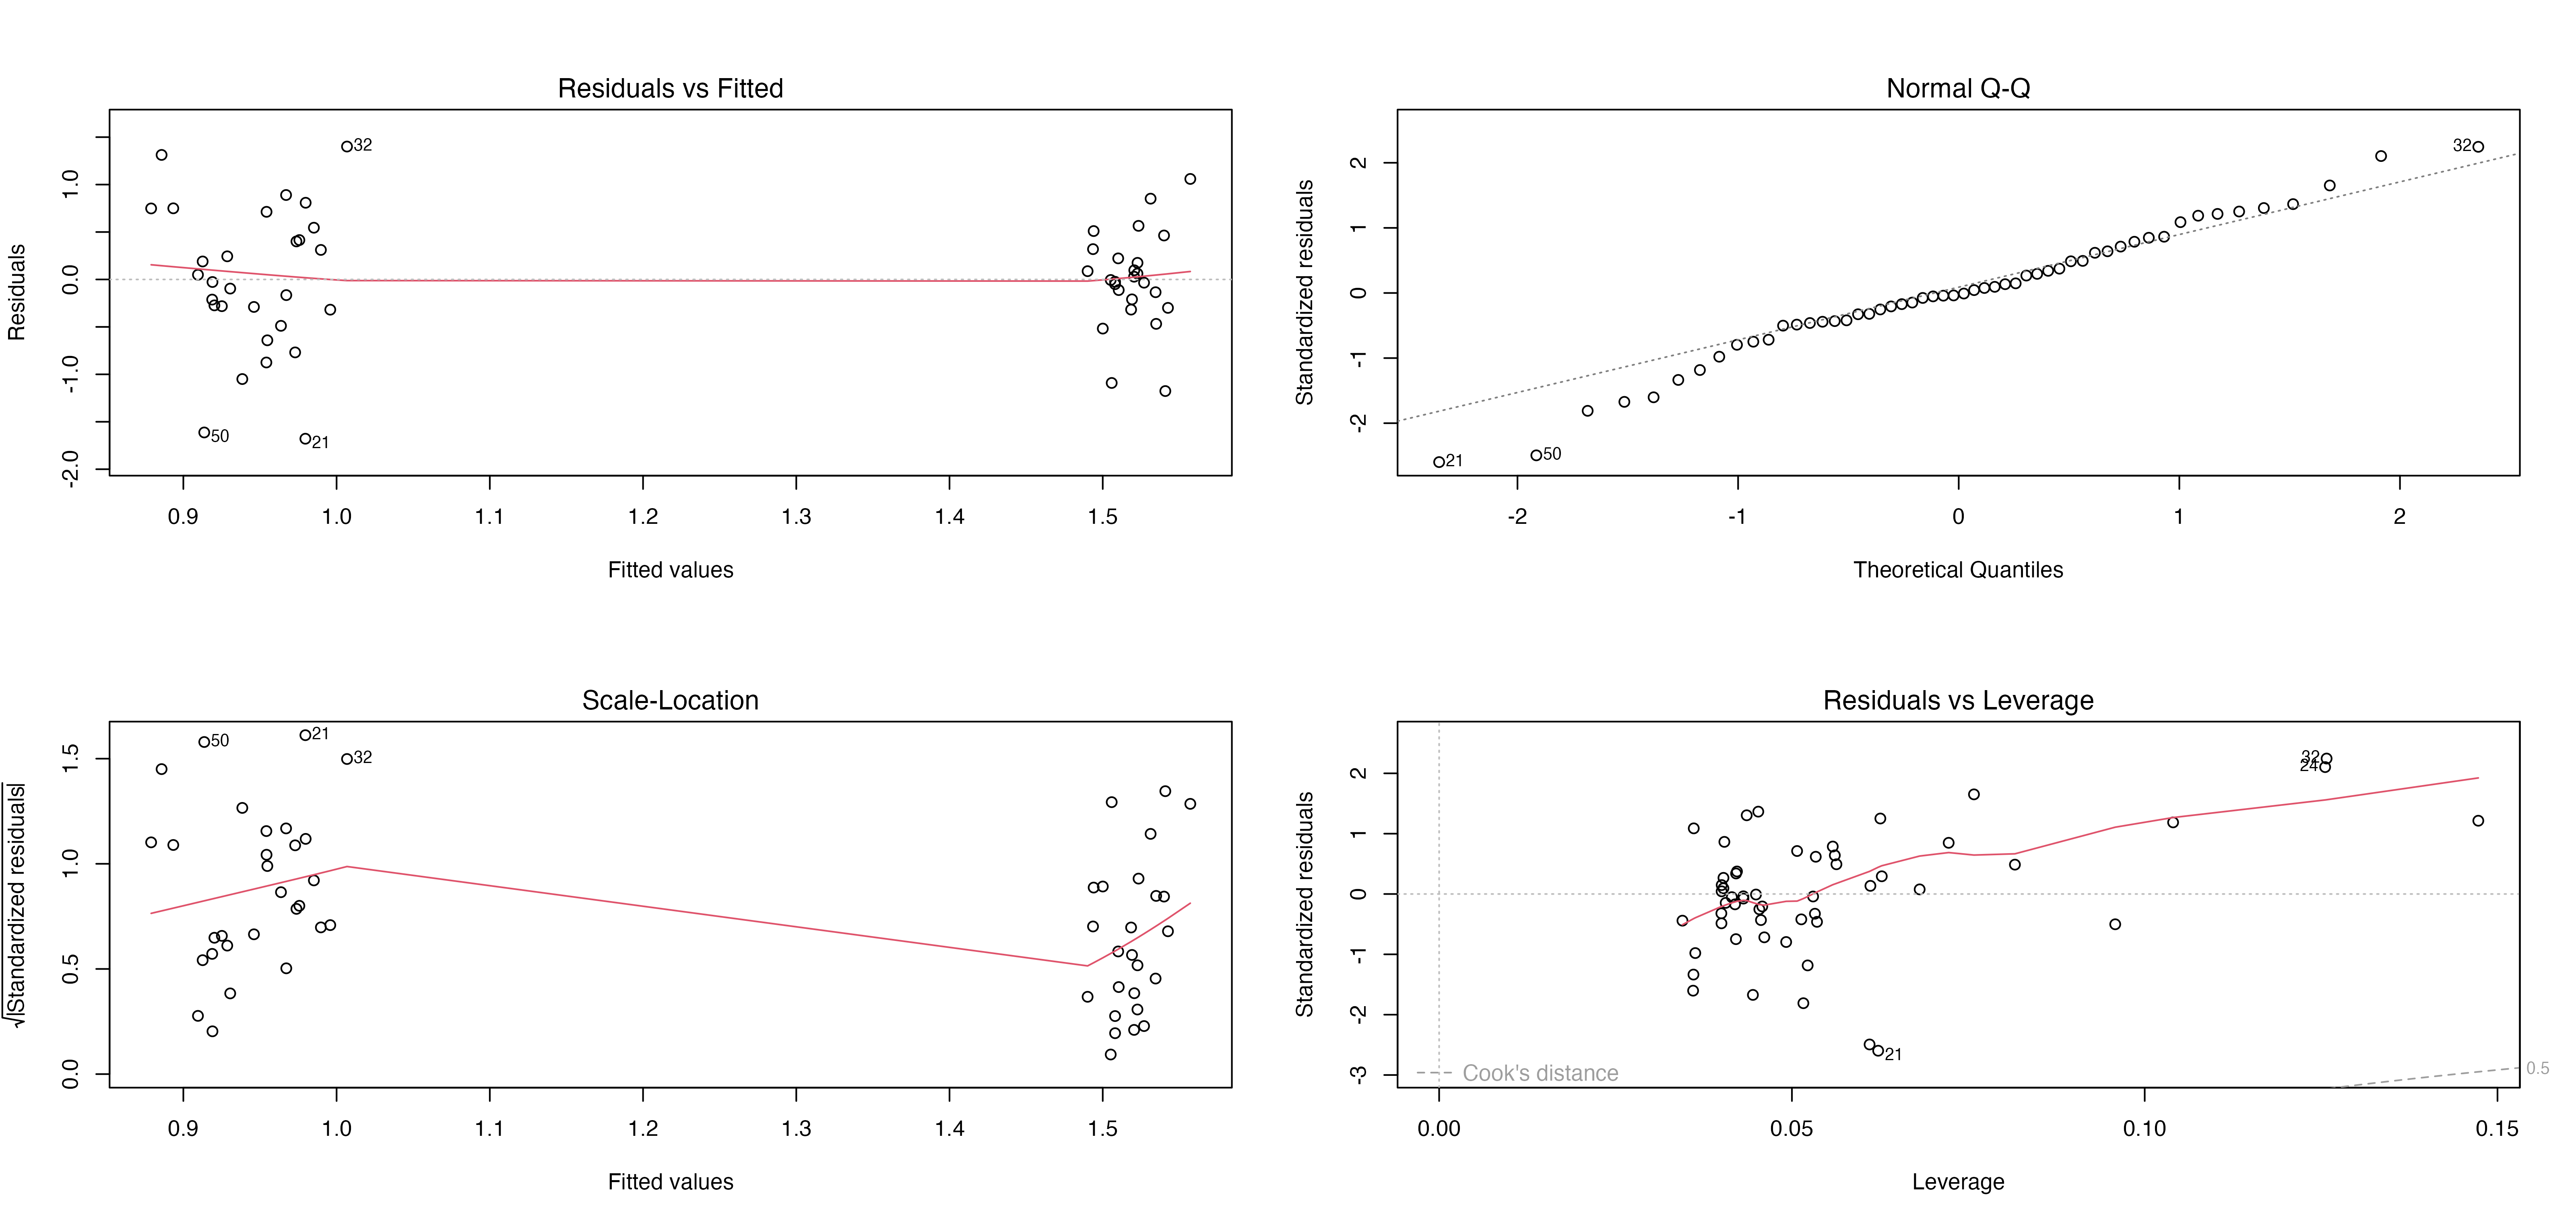 Residuals vs Fitted
Residuals
-2.0 -1.0 0.0 1.0
32
50
21
0.9 1.0 1.1 1.2 1.3 1.4 1.5
Fitted values
Normal Q-Q
Standardized residuals
-2 -1 0 1 2
32
21
50
-2 -1 0 1 2
Theoretical Quantiles
Scale-Location
√|Standardized residuals|
0.0 0.5 1.0 1.5
50
21
32
0.9 1.0 1.1 1.2 1.3 1.4 1.5
Fitted values
Residuals vs Leverage
Standardized residuals
-3 -2 -1 0 1 2
32
24
21
Cook's distance
0.5
0.00 0.05 0.10 0.15
Leverage